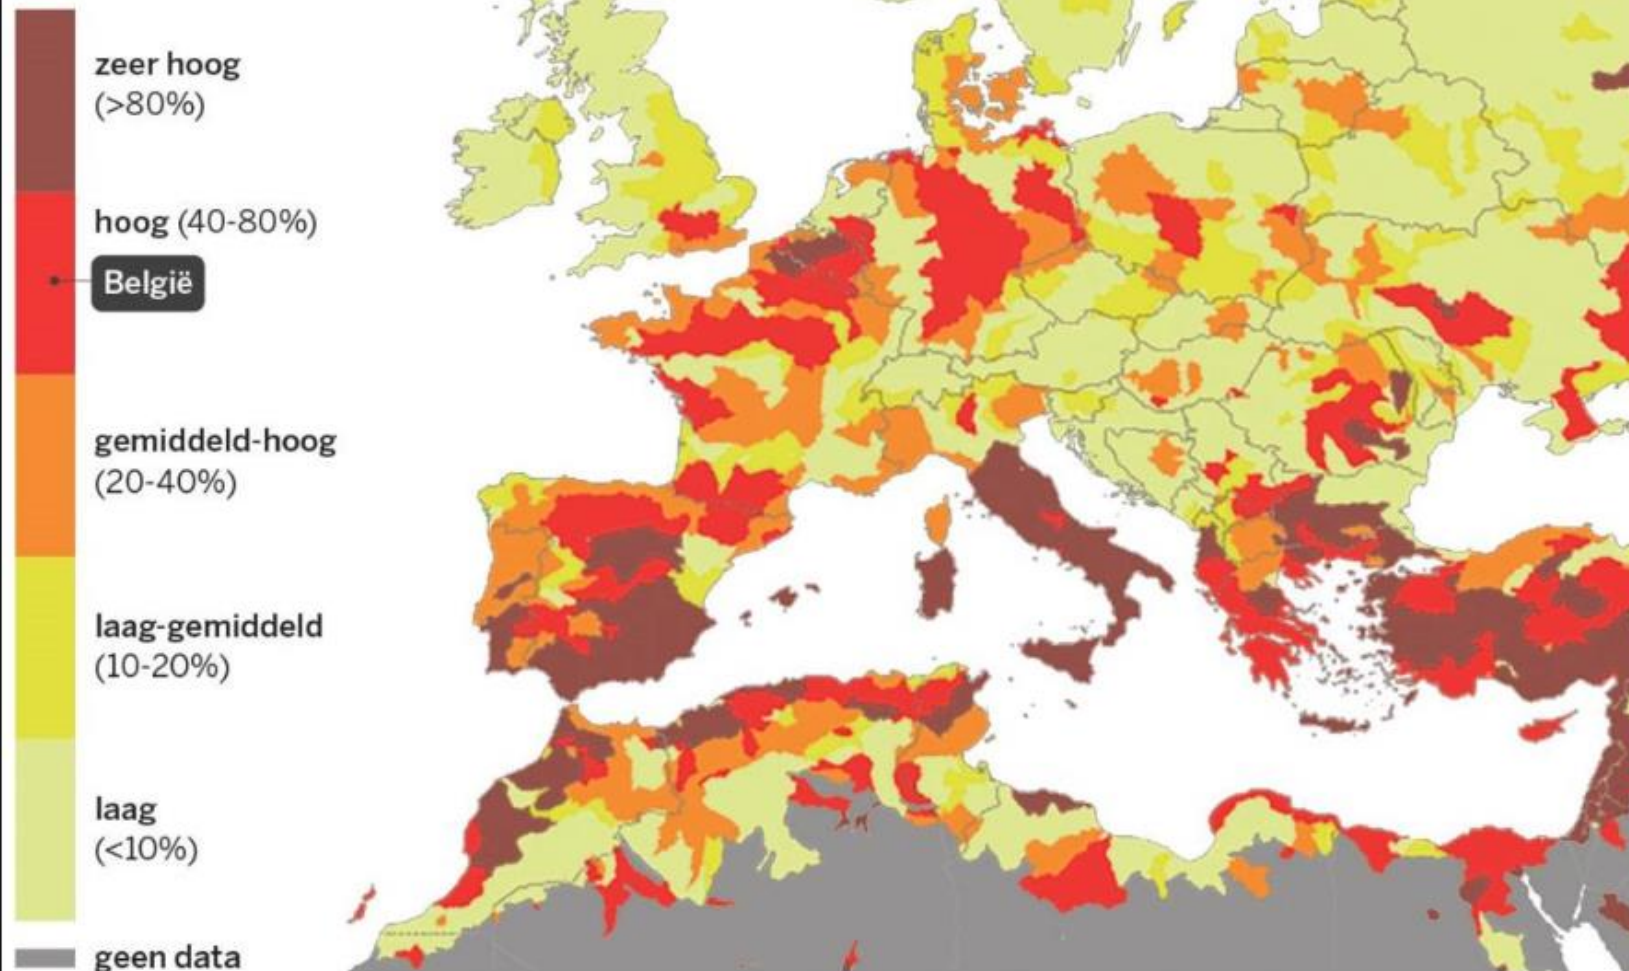 zeer hoog
(>80%)
hoog (40-80%)
België
gemiddeld-hoog
(20-40%)
laag-gemiddeld
(10-20%)
laag
(<10%)
geen data